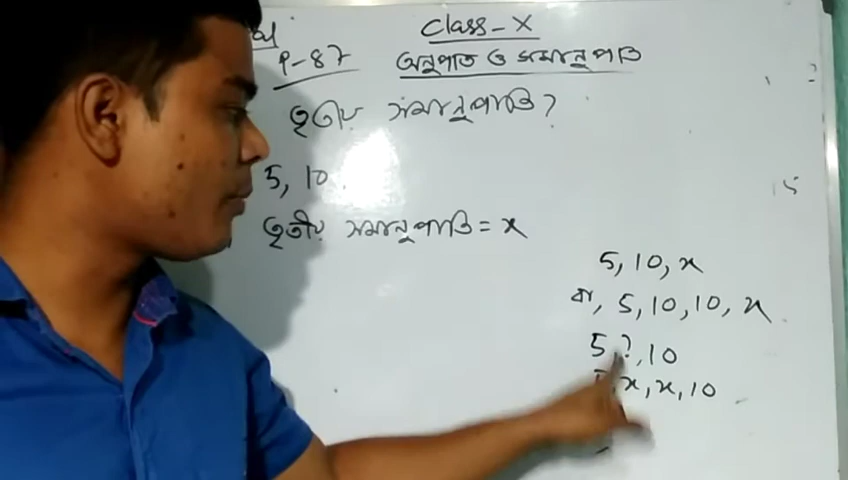 Class-X
P-87 অনুপাত ও সমানুপাত
তৃতীয় সমানুপাতি?
5, 10
তৃতীয় সমানুপাতি = x
5, 10, x
বা, 5, 10, 10, x
5 ?, 10
x, x, 10